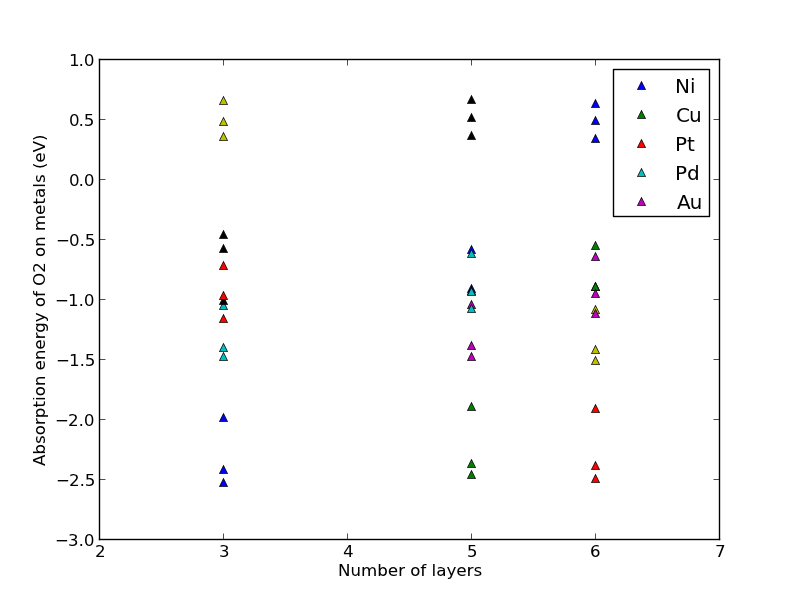 1.0
0.5
0.0
−0.5
−1.0
−1.5
−2.0
−2.5
−3.0
Absorption energy of O2 on metals (eV)
Ni
Cu
Pt
Pd
Au
2 3 4 5 6 7
Number of layers